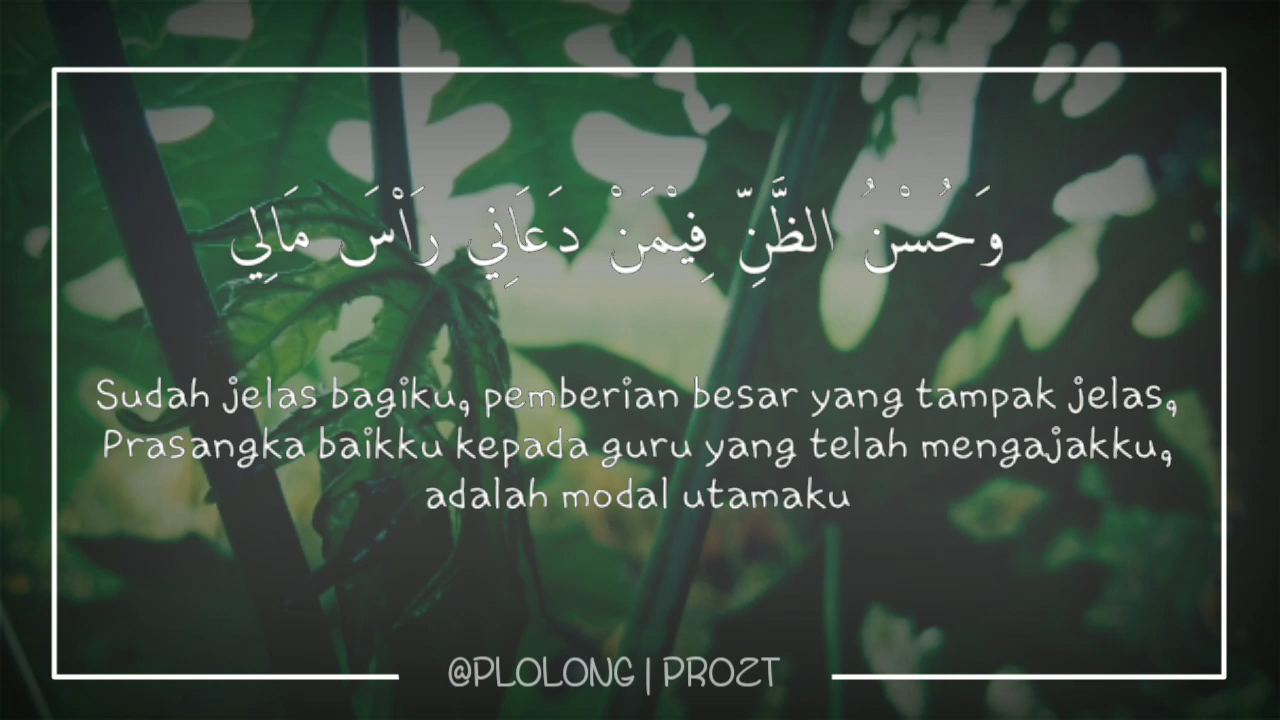 وَحُسْنُ الظَّنِّ فِيْمَنْ دَعَانِي رَأْسَ مَالِي
Sudah jelas bagiku, pemberian besar yang tampak jelas,
Prasangka baikku kepada guru yang telah mengajakku,
adalah modal utamaku
@PLOLONG | PROZT